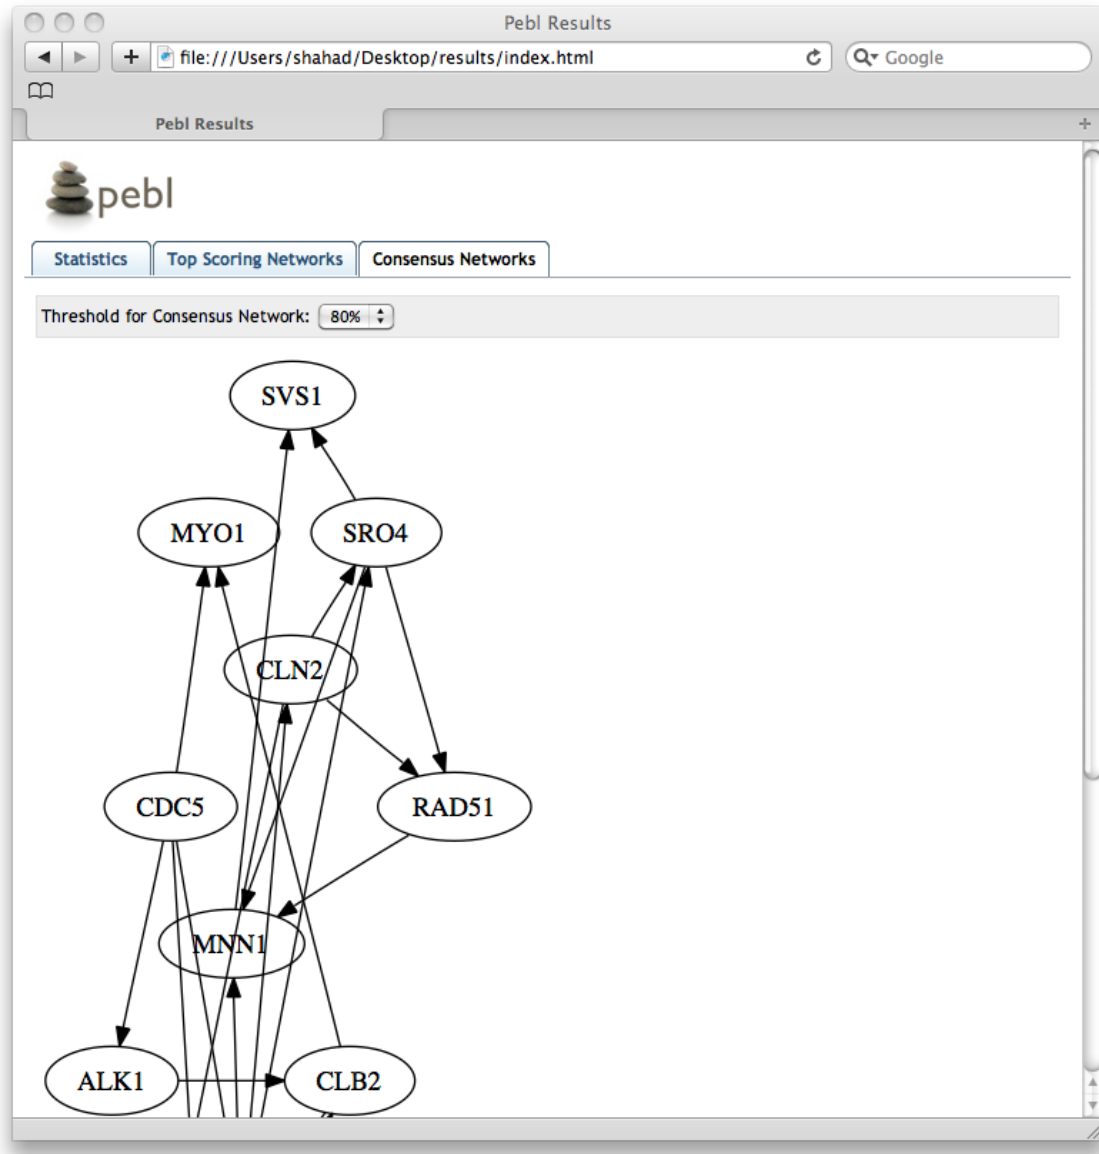 Pebl Results
file:///Users/shahad/Desktop/results/index.html
Google
Pebl Results
pebl
Statistics Top Scoring Networks Consensus Networks
Threshold for Consensus Network: 80%
SVS1
MYO1 SRO4
CLN2
CDC5 RAD51
MNN1
ALK1 CLB2